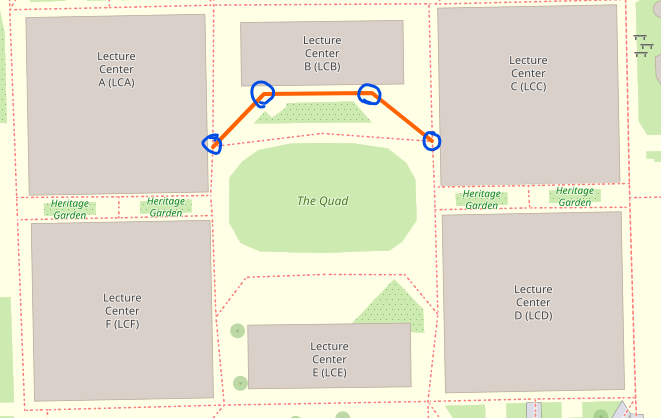 Lecture
Center
A (LCA)
Lecture
Center
B (LCB)
Lecture
Center
C (LCC)
Heritage
Garden
Heritage
Garden
The Quad
Heritage
Garden
Heritage
Garden
Lecture
Center
F (LCF)
Lecture
Center
E (LCE)
Lecture
Center
D (LCD)